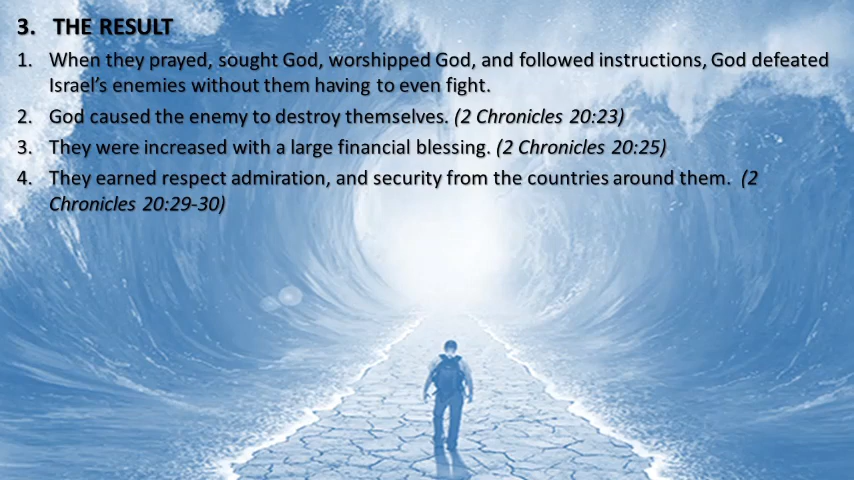 3. THE RESULT
1. When they prayed, sought God, worshipped God, and followed instructions, God defeated
Israel's enemies without them having to even fight.
2. God caused the enemy to destroy themselves. (2 Chronicles 20:23)
3. They were increased with a large financial blessing. (2 Chronicles 20:25)
4. They earned respect admiration, and security from the countries around them. (2
Chronicles 20:29-30)